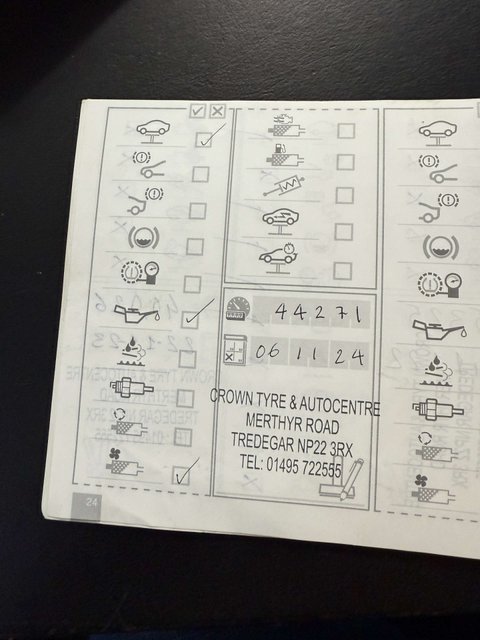 44271
06 11 24
CROWN TYRE & AUTOCENTRE
MERTHYR ROAD
TREDEGAR NP22 3RX
TEL: 01495 722555
24